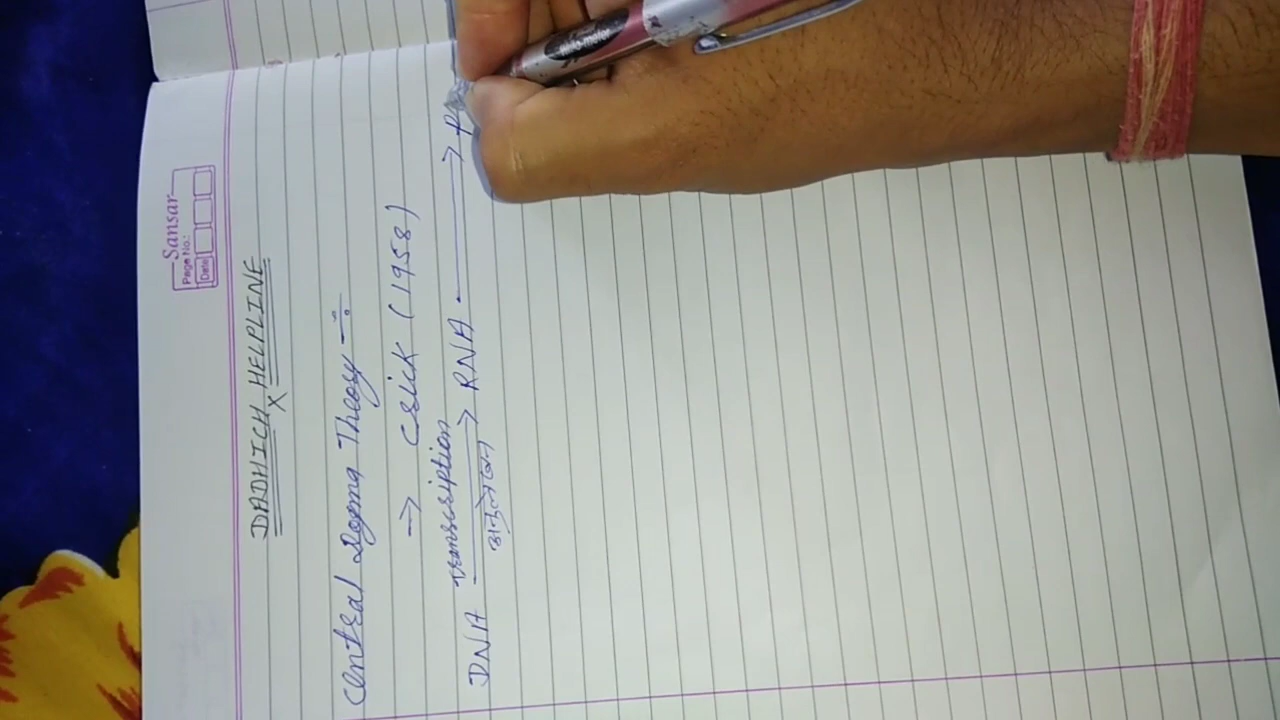 Sansar
Page No.:
Date
DADHICH HELPLINE
X
Central Dogma Theory ÷
→ Crick (1958)
Transcription
DNA → RNA → P
अनुलेखन